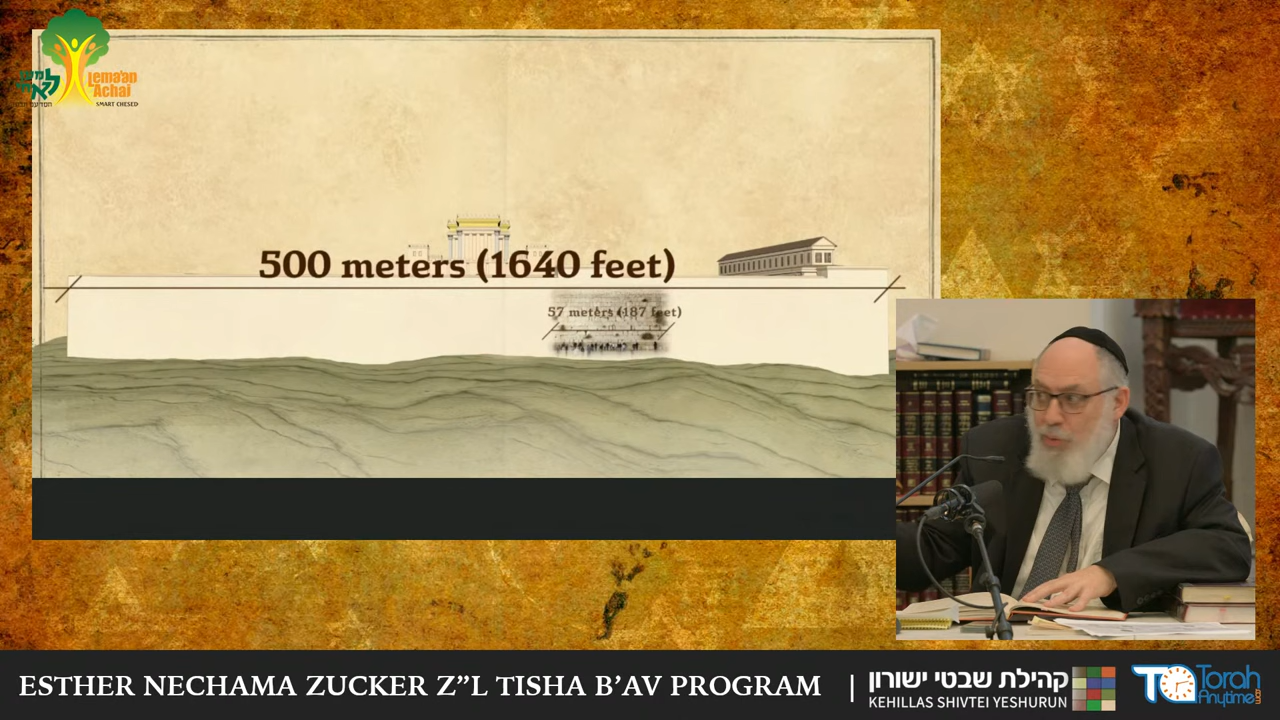 Lema'an
Achai
SMART CHESED
500 meters (1640 feet)
57 meters (187 feet)
ESTHER NECHAMA ZUCKER Z”L TISHA B’AV PROGRAM |
קהילת שבטי ישורון
KEHILLAS SHIVTEI YESHURUN
TA Torah
Anytime